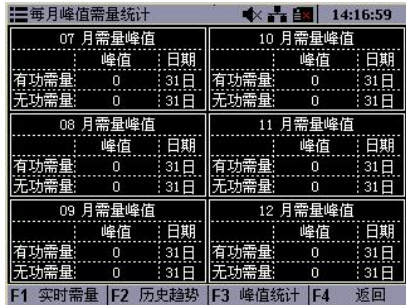 每月峰值需量统计 14:16:59
07 月需量峰值
峰值 日期
有功需量 0 31日
无功需量 0 31日
08 月需量峰值
峰值 日期
有功需量 0 31日
无功需量 0 31日
09 月需量峰值
峰值 日期
有功需量 0 31日
无功需量 0 31日
10 月需量峰值
峰值 日期
有功需量 0 31日
无功需量 0 31日
11 月需量峰值
峰值 日期
有功需量 0 31日
无功需量 0 31日
12 月需量峰值
峰值 日期
有功需量 0 31日
无功需量 0 31日
F1 实时需量 F2 历史趋势 F3 峰值统计 F4 返回